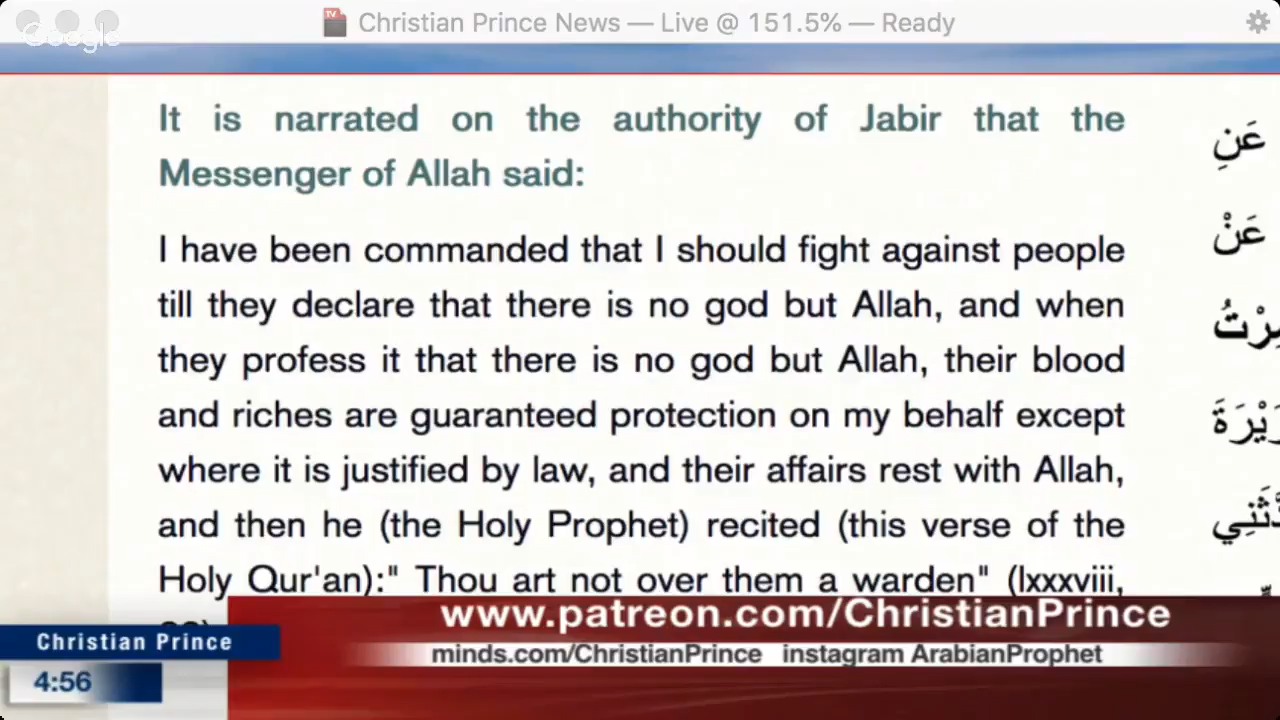 Christian Prince News — Live @ 151.5% — Ready
Google
It is narrated on the authority of Jabir that the
Messenger of Allah said:
I have been commanded that I should fight against people
till they declare that there is no god but Allah, and when
they profess it that there is no god but Allah, their blood
and riches are guaranteed protection on my behalf except
where it is justified by law, and their affairs rest with Allah,
and then he (the Holy Prophet) recited (this verse of the
Holy Qur'an):" Thou art not over them a warden" (lxxxviii,
عَنِ
عَنْ
www.patreon.com/ChristianPrince
Christian Prince
minds.com/ChristianPrince instagram ArabianProphet
4:56